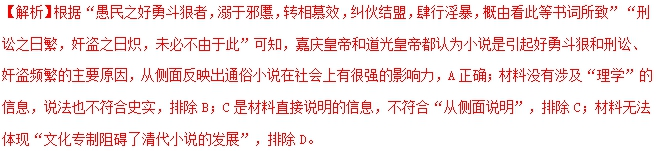 【解析】根据“愚民之好勇斗狠者，溺于邪慝，转相慕效，纠伙结盟，肆行淫暴，概由看此等书词所致”“刑
讼之日繁，奸盗之日炽，未必不由于此”可知，嘉庆皇帝和道光皇帝都认为小说是引起好勇斗狠和刑讼、
奸盗频繁的主要原因，从侧面反映出通俗小说在社会上有很强的影响力，A 正确；材料没有涉及“理学”的
信息，说法也不符合史实，排除 B；C 是材料直接说明的信息，不符合“从侧面说明”，排除 C；材料无法
体现“文化专制阻碍了清代小说的发展”，排除 D。